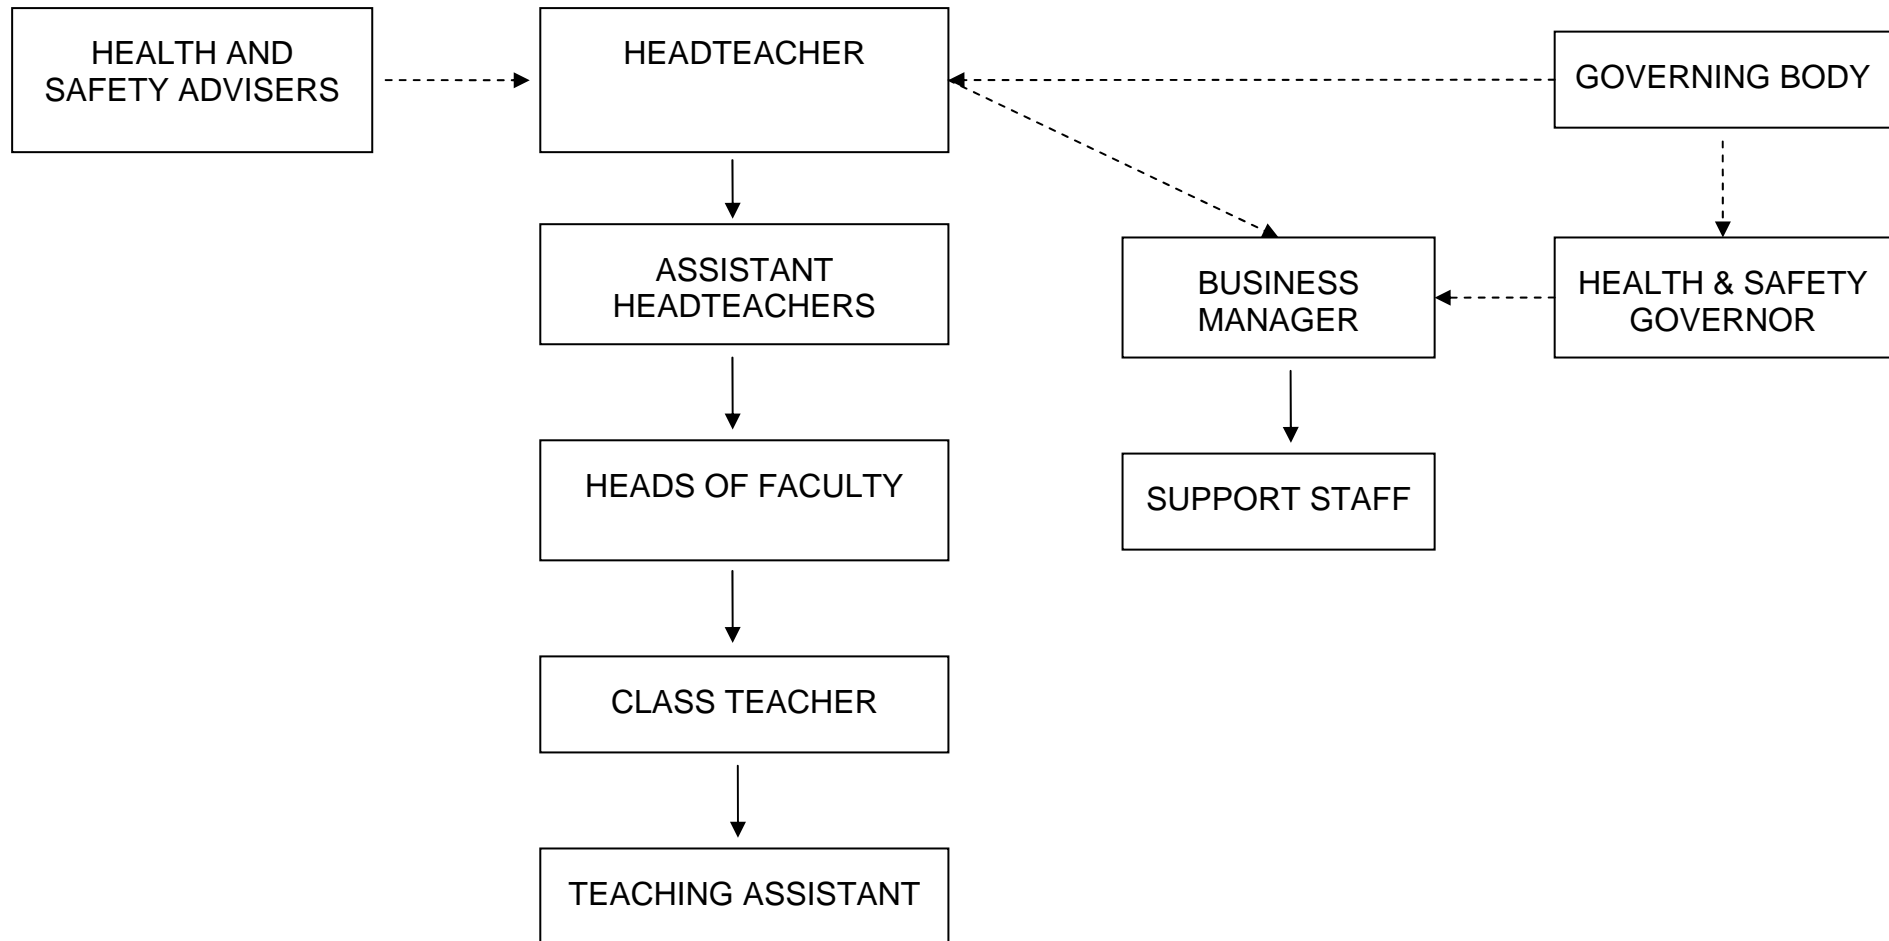 HEALTH AND
SAFETY ADVISERS
HEADTEACHER
GOVERNING BODY
ASSISTANT
HEADTEACHERS
BUSINESS
MANAGER
HEALTH & SAFETY
GOVERNOR
HEADS OF FACULTY
SUPPORT STAFF
CLASS TEACHER
TEACHING ASSISTANT